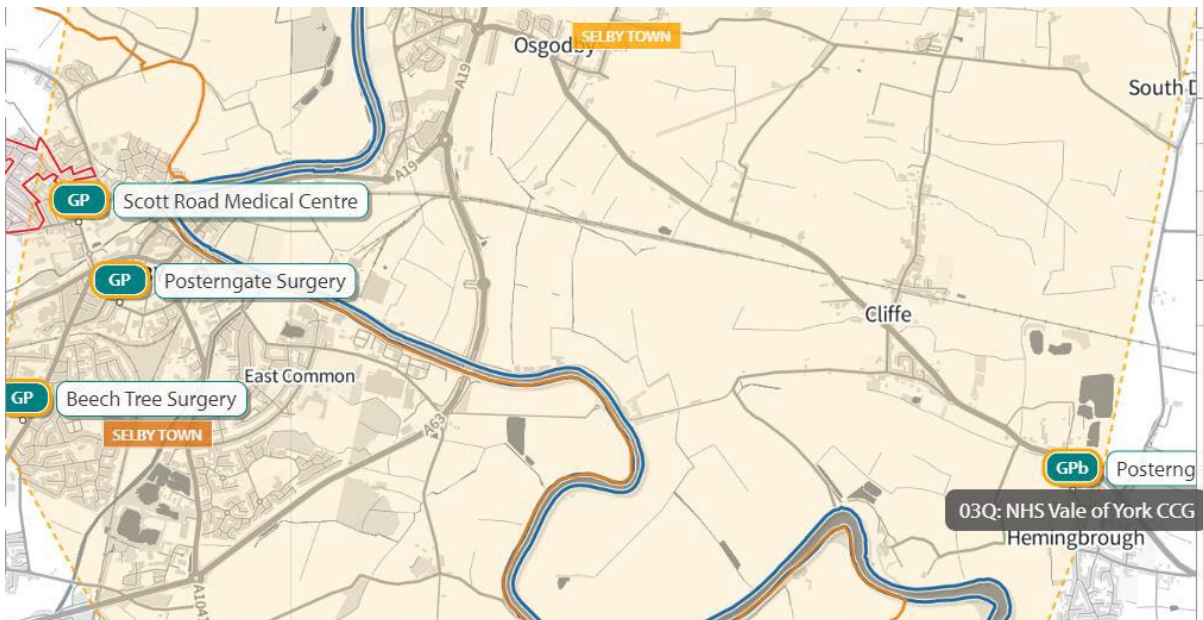 SELBY TOWN
Osgodby
A19
South D
A19
GP Scott Road Medical Centre
GP Posterngate Surgery
Cliffe
East Common
GP Beech Tree Surgery
A63
SELBY TOWN
GPb Posterng
03Q: NHS Vale of York CCG
Hemingbrough
A1041